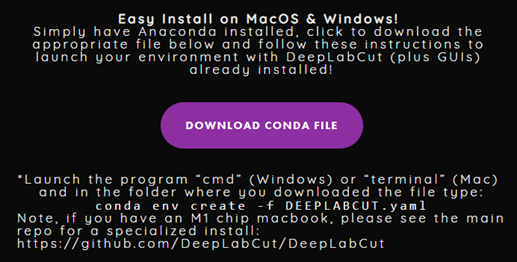 Easy Install on MacOS & Windows!
Simply have Anaconda installed, click to download the
appropriate file below and follow these instructions to
launch your environment with DeepLabCut (plus GUIs)
already installed!
DOWNLOAD CONDA FILE
*Launch the program “cmd” (Windows) or “terminal” (Mac)
and in the folder where you downloaded the file type:
conda env create -f DEEPLABCUT.yaml
Note, if you have an M1 chip macbook, please see the main
repo for a specialized install:
https://github.com/DeepLabCut/DeepLabCut